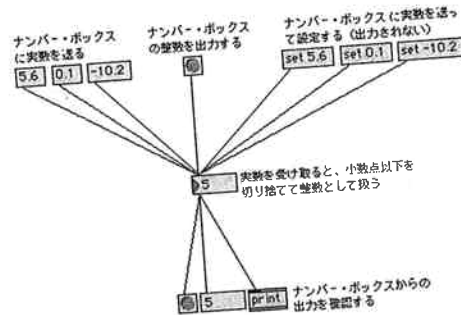 ナンバー・ボックス
に実数を送る
5.6 0.1 -10.2
ナンバー・ボックス
の整数を出力する
ナンバー・ボックスに実数を送っ
て設定する（出力されない）
set 5.6 set 0.1 set -10.2
5
実数を受け取ると、小数点以下を
切り捨てて整数として扱う
5 print
ナンバー・ボックスからの
出力を確認する